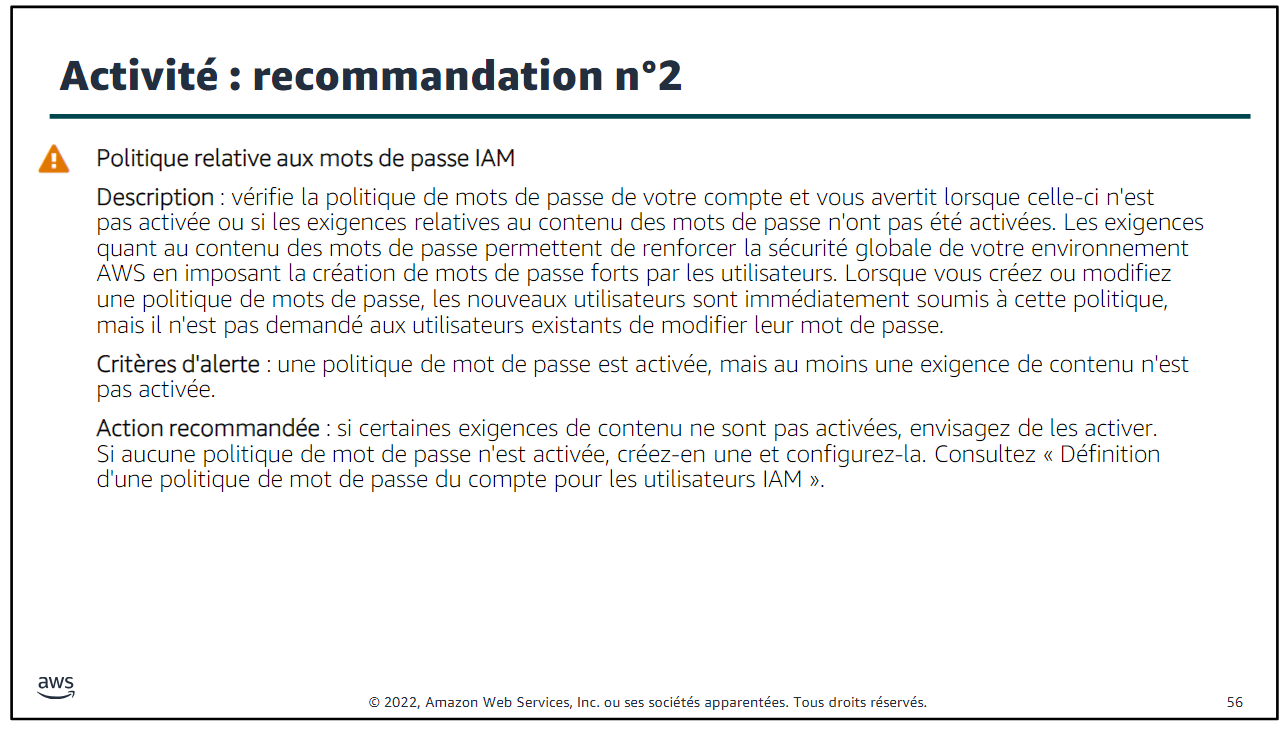 Activité : recommandation n°2
Politique relative aux mots de passe IAM
Description : vérifie la politique de mots de passe de votre compte et vous avertit lorsque celle-ci n'est
pas activée ou si les exigences relatives au contenu des mots de passe n'ont pas été activées. Les exigences
quant au contenu des mots de passe permettent de renforcer la sécurité globale de votre environnement
AWS en imposant la création de mots de passe forts par les utilisateurs. Lorsque vous créez ou modifiez
une politique de mots de passe, les nouveaux utilisateurs sont immédiatement soumis à cette politique,
mais il n'est pas demandé aux utilisateurs existants de modifier leur mot de passe.
Critères d'alerte : une politique de mot de passe est activée, mais au moins une exigence de contenu n'est
pas activée.
Action recommandée : si certaines exigences de contenu ne sont pas activées, envisagez de les activer.
Si aucune politique de mot de passe n'est activée, créez-en une et configurez-la. Consultez « Définition
d'une politique de mot de passe du compte pour les utilisateurs IAM ».
aws
© 2022, Amazon Web Services, Inc. ou ses sociétés apparentées. Tous droits réservés.
56